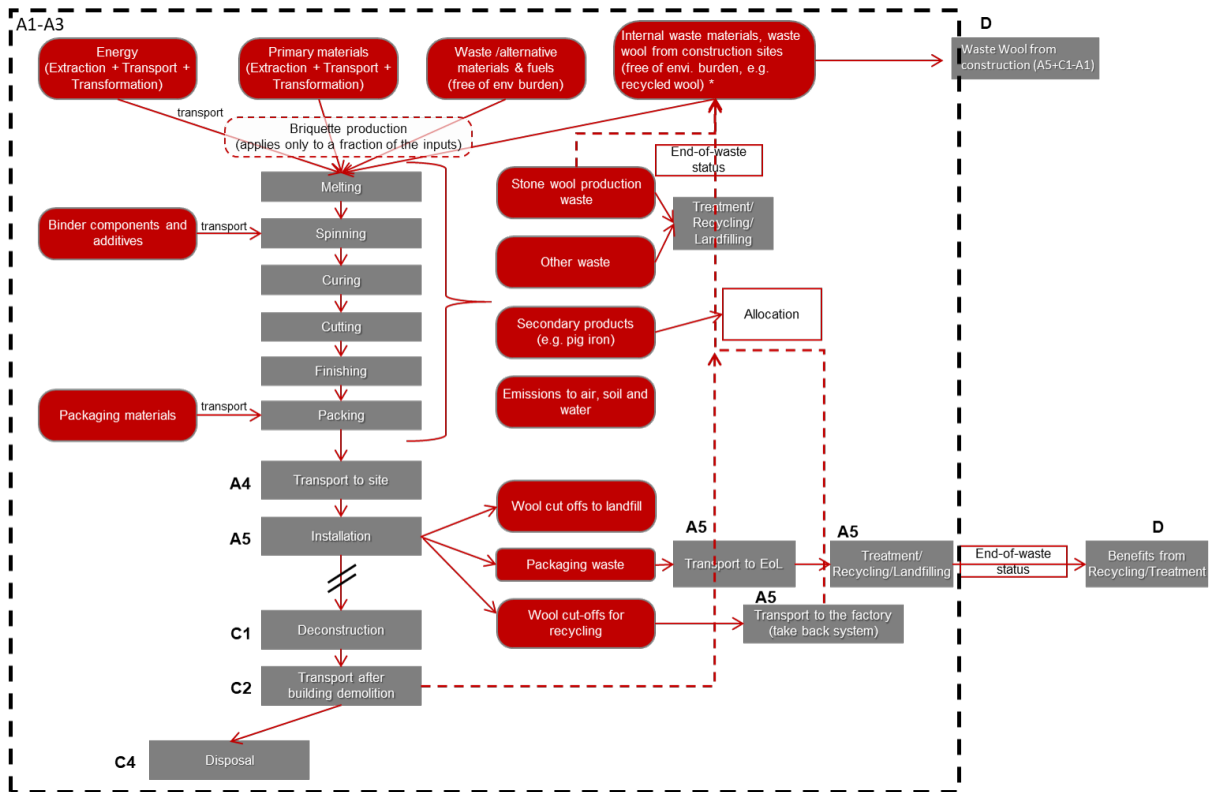 A1-A3
Energy
(Extraction + Transport +
Transformation)
Primary materials
(Extraction + Transport +
Transformation)
Waste /alternative
materials & fuels
(free of env burden)
Internal waste materials, waste
wool from construction sites
(free of envi. burden, e.g.
recycled wool) *
D
Waste Wool from
construction (A5+C1-A1)
transport
Briquette production
(applies only to a fraction of the inputs)
End-of-waste
status
Melting
Stone wool production
waste
Treatment/
Recycling/
Landfilling
Binder components and
additives
transport
Spinning
Other waste
Curing
Cutting
Secondary products
(e.g. pig iron)
Allocation
Finishing
Emissions to air, soil and
water
Packaging materials
transport
Packing
A4
Transport to site
Wool cut offs to landfill
A5
Installation
Packaging waste
A5
Transport to EoL
A5
Treatment/
Recycling/Landfilling
End-of-waste
status
D
Benefits from
Recycling/Treatment
Wool cut-offs for
recycling
A5
Transport to the factory
(take back system)
C1
Deconstruction
C2
Transport after
building demolition
C4
Disposal